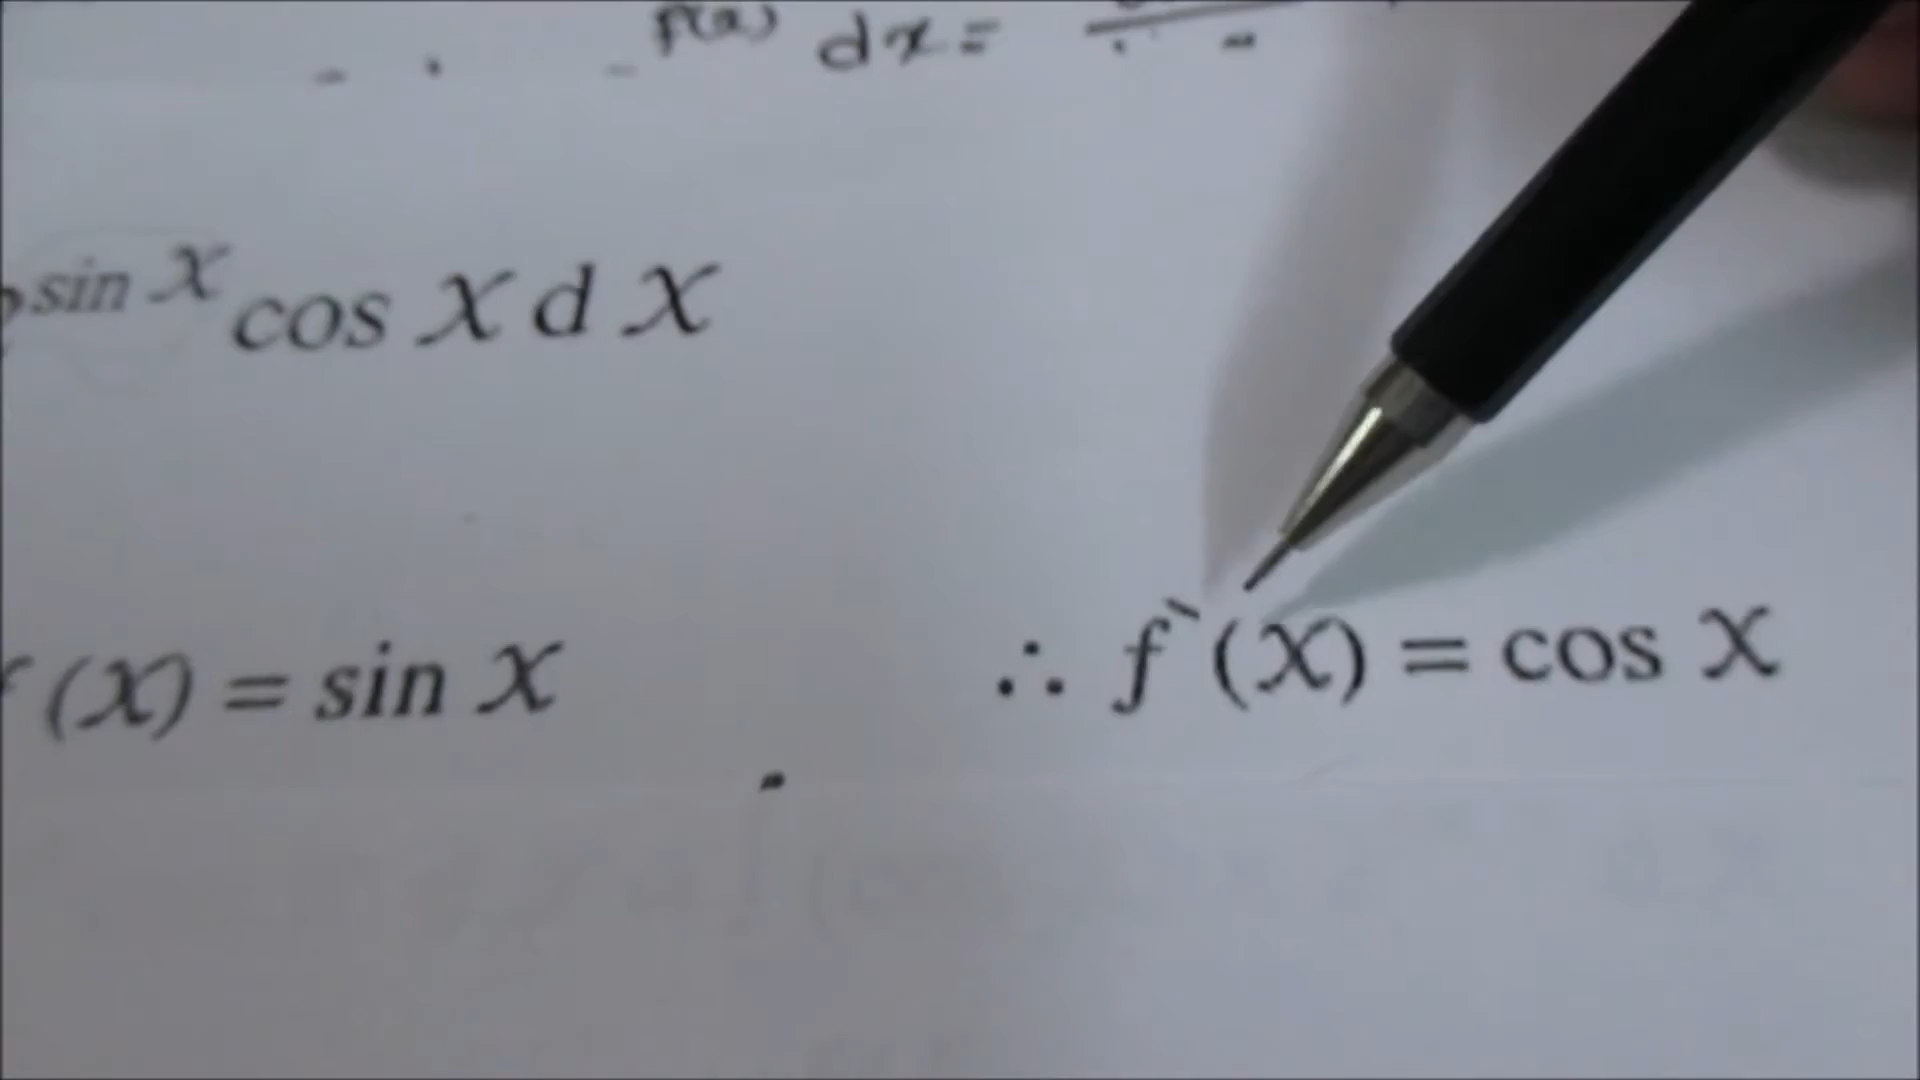 f(x) dx =
sin X cos X d X
(X) = sin X ∴ f`(X) = cos X